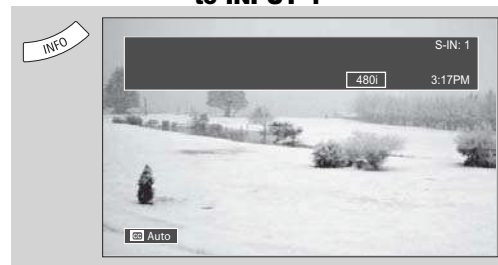 to INPUT 1
INFO
S-IN: 1
480i 3:17PM
CC Auto